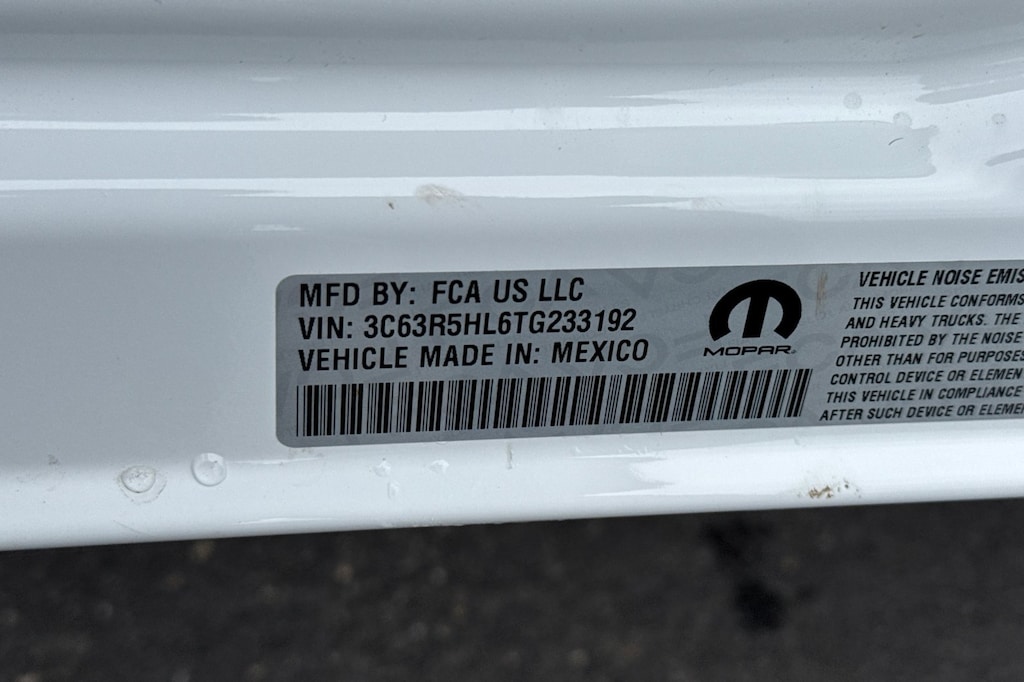 MFD BY: FCA US LLC
VIN: 3C63R5HL6TG233192
VEHICLE MADE IN: MEXICO
MOPAR
VEHICLE NOISE EMIS
THIS VEHICLE CONFORMS
AND HEAVY TRUCKS. THE
PROHIBITED BY THE NOISE
OTHER THAN FOR PURPOSES
CONTROL DEVICE OR ELEMEN
THIS VEHICLE IN COMPLIANCE
AFTER SUCH DEVICE OR ELEME